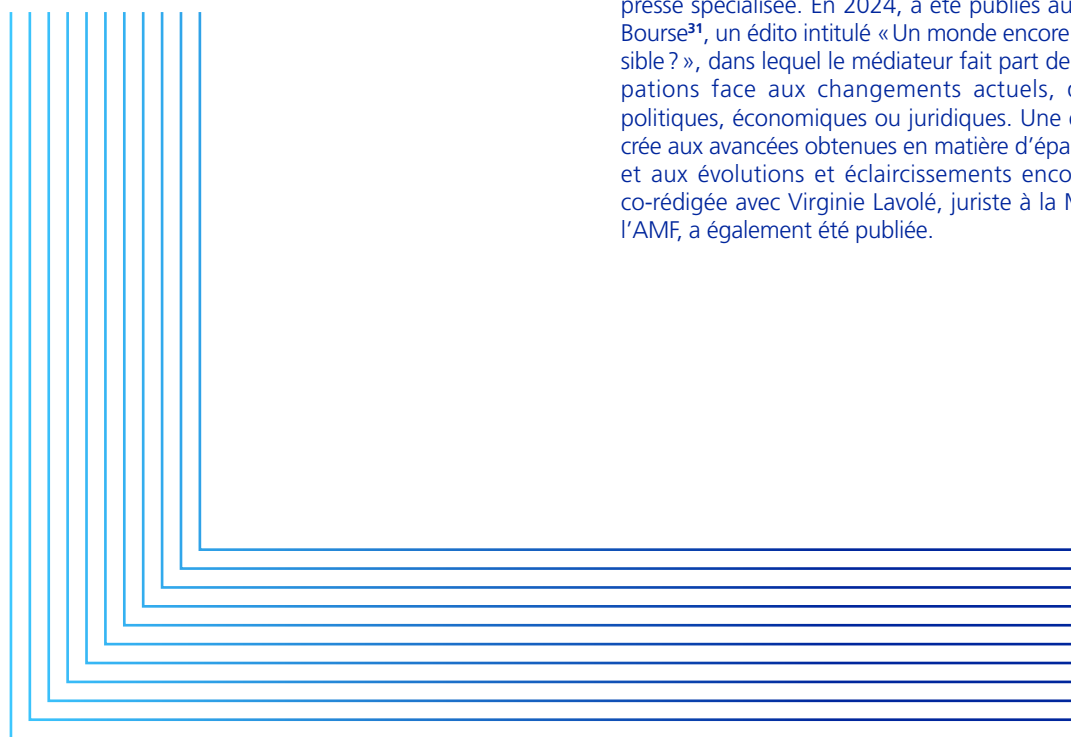 presse spécialisée. En 2024, a été publiés au
Bourse³¹, un édito intitulé « Un monde encore
sible ? », dans lequel le médiateur fait part de
pations face aux changements actuels,
politiques, économiques ou juridiques. Une
crée aux avancées obtenues en matière d’épa
et aux évolutions et éclaircissements enco
co-rédigée avec Virginie Lavolé, juriste à la
l’AMF, a également été publiée.